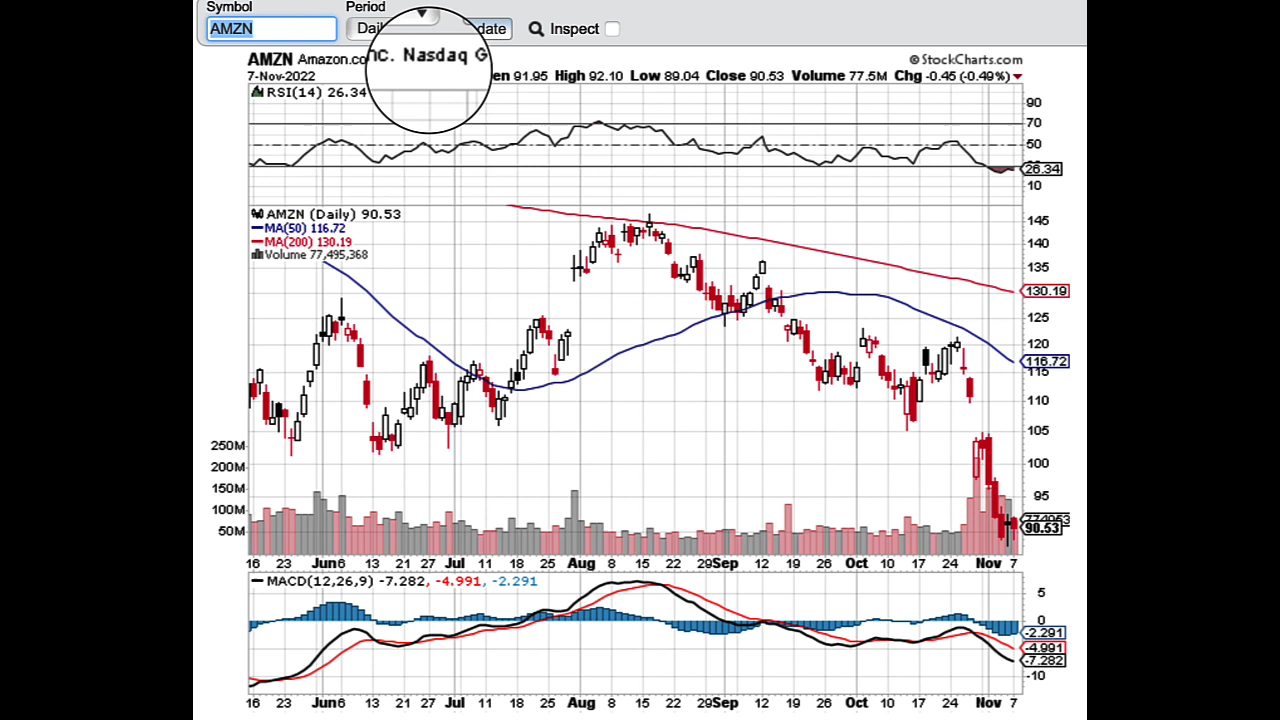 Symbol Period
AMZN Dail date Inspect
AMZN Amazon.co nc. Nasdaq G © StockCharts.com
7-Nov-2022 en 91.95 High 92.10 Low 89.04 Close 90.53 Volume 77.5M Chg -0.45 (-0.49%)
RSI(14) 26.34
90
70
50
26.34
10
AMZN (Daily) 90.53
MA(50) 116.72
MA(200) 130.19
Volume 77,495,368
145
140
135
130.19
125
120
116.72
115
110
105
100
95
90.53
250M
200M
150M
100M
50M
16 23 Jun 6 13 21 27 Jul 11 18 25 Aug 8 15 22 29 Sep 12 19 26 Oct 10 17 24 Nov 7
MACD(12,26,9) -7.282, -4.991, -2.291
5
0
-2.291
-4.991
-7.282
-10
16 23 Jun 6 13 21 27 Jul 11 18 25 Aug 8 15 22 29 Sep 12 19 26 Oct 10 17 24 Nov 7